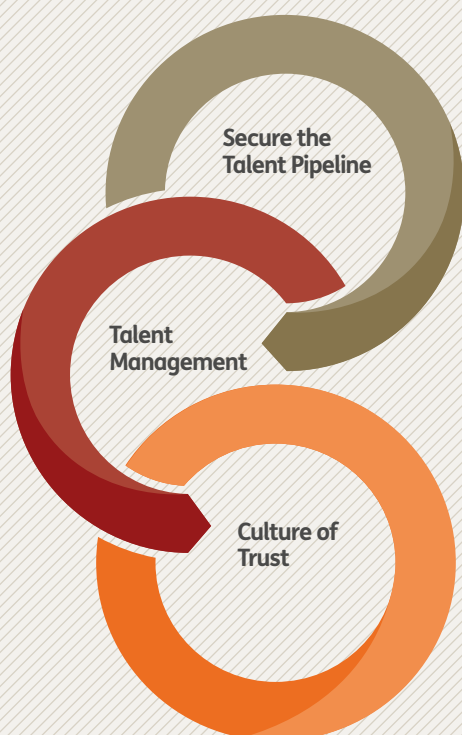 Secure the
Talent Pipeline
Talent
Management
Culture of
Trust